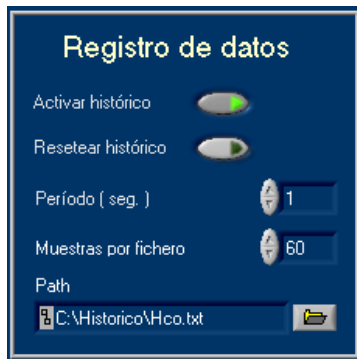 Registro de datos
Activar histórico
Resetear histórico
Período ( seg. ) 1
Muestras por fichero 60
Path
C:\Historico\Hco.txt